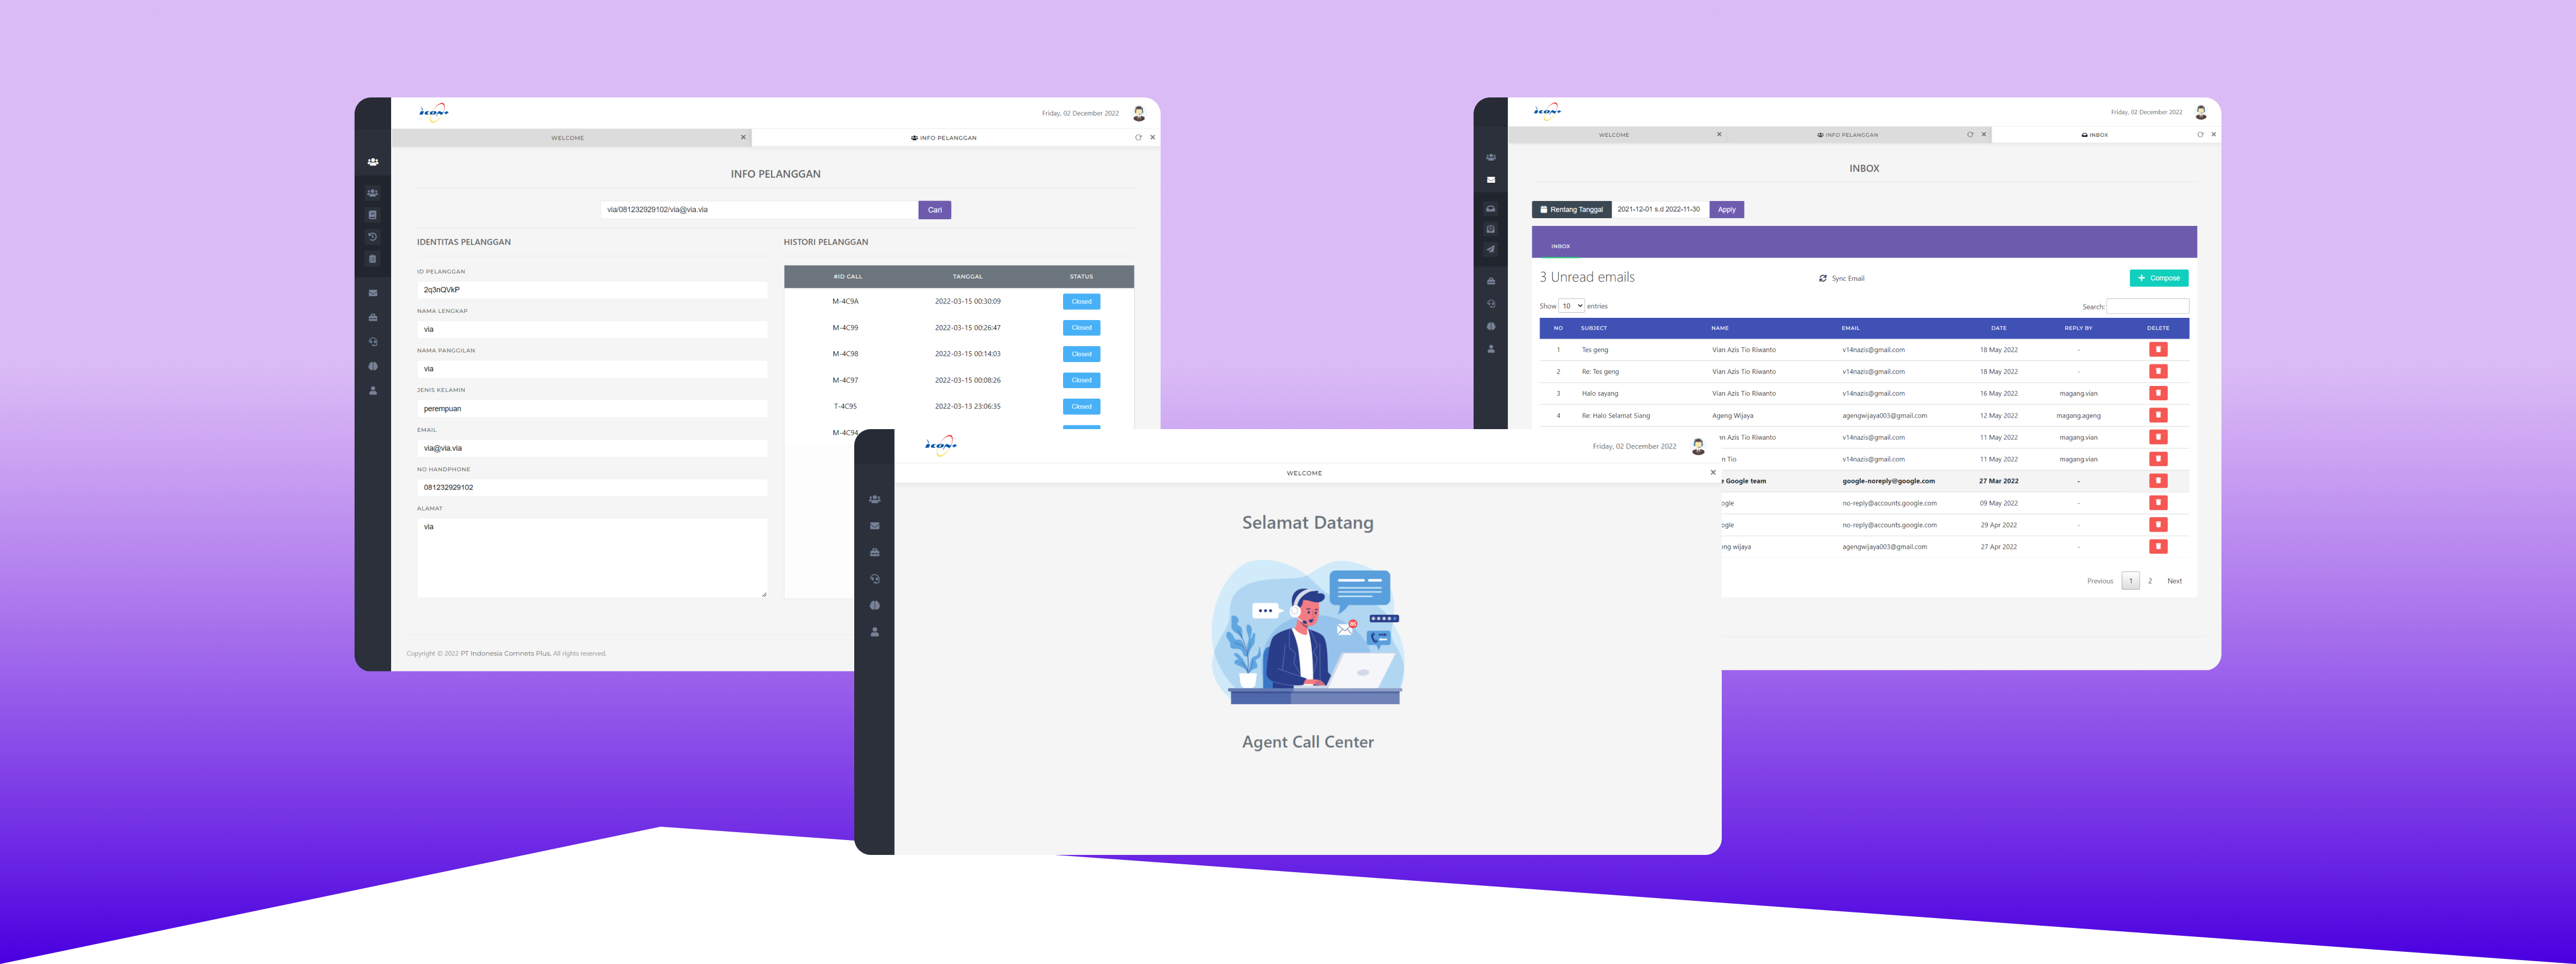 icon+
Friday, 02 December 2022
WELCOME
INFO PELANGGAN
INFO PELANGGAN
via/081232929102/via@via.via
Cari
IDENTITAS PELANGGAN
ID PELANGGAN
2q3nQVkP
NAMA LENGKAP
via
NAMA PANGGILAN
via
JENIS KELAMIN
perempuan
EMAIL
via@via.via
NO HANDPHONE
081232929102
ALAMAT
via
HISTORI PELANGGAN
#ID CALL TANGGAL STATUS
M-4C9A 2022-03-15 00:30:09 Closed
M-4C99 2022-03-15 00:26:47 Closed
M-4C98 2022-03-15 00:14:03 Closed
M-4C97 2022-03-15 00:08:26 Closed
T-4C95 2022-03-13 23:06:35 Closed
M-4C94
Copyright © 2022 PT Indonesia Comnets Plus. All rights reserved.
icon+
Friday, 02 December 2022
WELCOME
Selamat Datang
85
Agent Call Center
icon+
Friday, 02 December 2022
WELCOME
INFO PELANGGAN
INBOX
INBOX
Rentang Tanggal 2021-12-01 s.d 2022-11-30 Apply
INBOX
3 Unread emails
Sync Email
+ Compose
Show 10 entries
Search:
NO SUBJECT NAME EMAIL DATE REPLY BY DELETE
1 Tes geng Vian Azis Tio Riwanto v14nazis@gmail.com 18 May 2022 -
2 Re: Tes geng Vian Azis Tio Riwanto v14nazis@gmail.com 18 May 2022 -
3 Halo sayang Vian Azis Tio Riwanto v14nazis@gmail.com 16 May 2022 magang.vian
4 Re: Halo Selamat Siang Ageng Wijaya agengwijaya003@gmail.com 12 May 2022 magang.ageng
an Azis Tio Riwanto v14nazis@gmail.com 11 May 2022 magang.vian
n Tio v14nazis@gmail.com 11 May 2022 magang.vian
e Google team google-noreply@google.com 27 Mar 2022 -
ogle no-reply@accounts.google.com 09 May 2022 -
ogle no-reply@accounts.google.com 29 Apr 2022 -
eng wijaya agengwijaya003@gmail.com 27 Apr 2022 -
Previous 1 2 Next